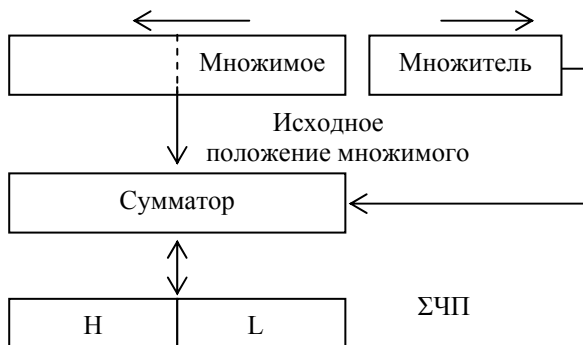 Множимое
Множитель
Исходное
положение множимого
Сумматор
ΣЧП
H
L